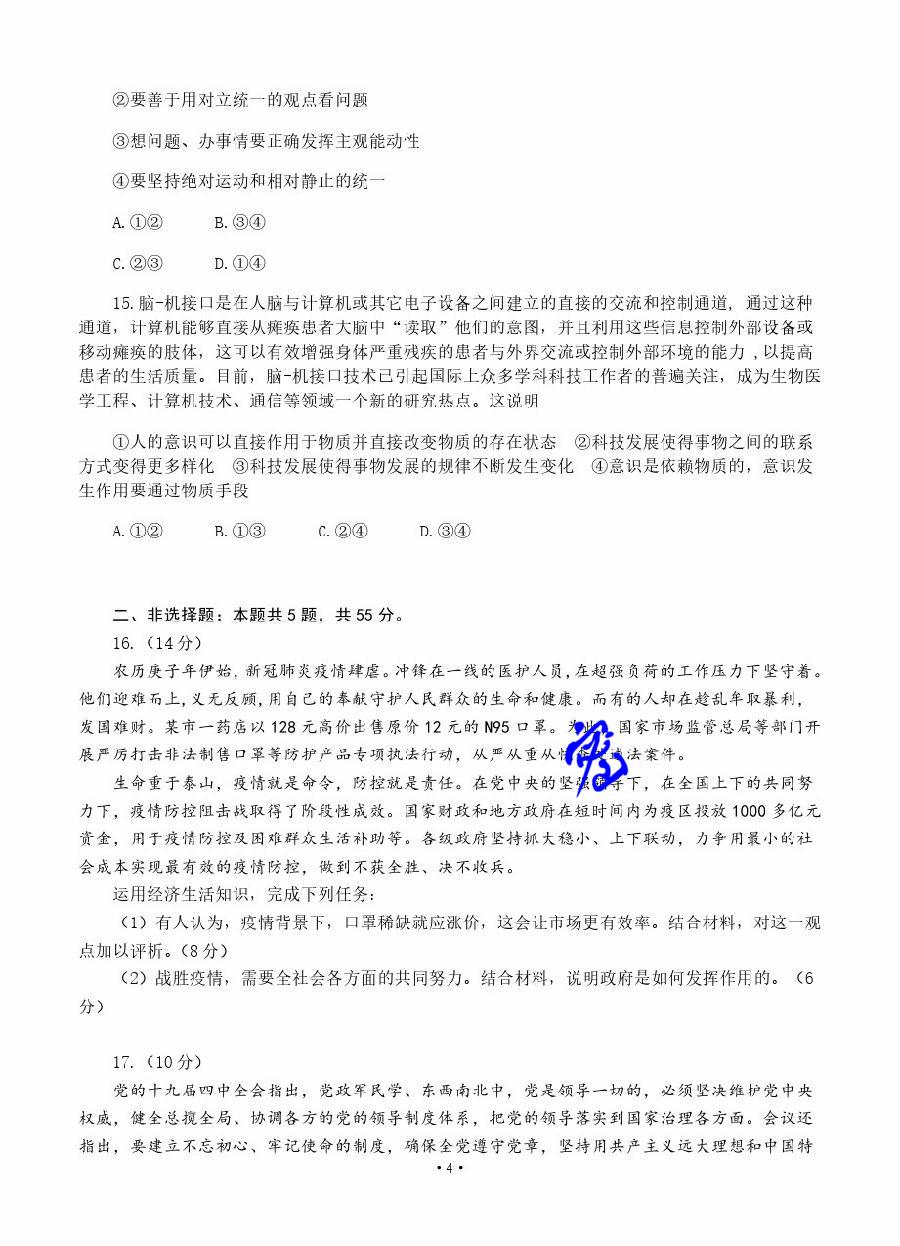 ②要善于用对立统一的观点看问题
③想问题、办事情要正确发挥主观能动性
④要坚持绝对运动和相对静止的统一
A.①② B.③④
C.②③ D.①④
15.脑-机接口是在人脑与计算机或其它电子设备之间建立的直接的交流和控制通道，通过这种
通道，计算机能够直接从瘫痪患者大脑中“读取”他们的意图，并且利用这些信息控制外部设备或
移动瘫痪的肢体，这可以有效增强身体严重残疾的患者与外界交流或控制外部环境的能力，以提高
患者的生活质量。目前，脑-机接口技术已引起国际上众多学科科技工作者的普遍关注，成为生物医
学工程、计算机技术、通信等领域一个新的研究热点。这说明
①人的意识可以直接作用于物质并直接改变物质的存在状态 ②科技发展使得事物之间的联系
方式变得更多样化 ③科技发展使得事物发展的规律不断发生变化 ④意识是依赖物质的，意识发
生作用要通过物质手段
A.①② B.①③ C.②④ D.③④
二、非选择题：本题共5题，共55分。
16.（14分）
农历庚子年伊始，新冠肺炎疫情肆虐。冲锋在一线的医护人员，在超强负荷的工作压力下坚守着。
他们迎难而上，义无反顾，用自己的奉献守护人民群众的生命和健康。而有的人却在趁乱牟取暴利，
发国难财。某市一药店以128元高价出售原价12元的N95口罩。为 国家市场监管总局等部门开
展严厉打击非法制售口罩等防护产品专项执法行动，从严从重从 法案件。
生命重于泰山，疫情就是命令，防控就是责任。在党中央的坚强领导下，在全国上下的共同努
力下，疫情防控阻击战取得了阶段性成效。国家财政和地方政府在短时间内为疫区投放1000多亿元
资金，用于疫情防控及困难群众生活补助等。各级政府坚持抓大稳小、上下联动，力争用最小的社
会成本实现最有效的疫情防控，做到不获全胜、决不收兵。
运用经济生活知识，完成下列任务：
（1）有人认为，疫情背景下，口罩稀缺就应涨价，这会让市场更有效率。结合材料，对这一观
点加以评析。（8分）
（2）战胜疫情，需要全社会各方面的共同努力。结合材料，说明政府是如何发挥作用的。（6
分）
17.（10分）
党的十九届四中全会指出，党政军民学、东西南北中，党是领导一切的，必须坚决维护党中央
权威，健全总揽全局、协调各方的党的领导制度体系，把党的领导落实到国家治理各方面。会议还
指出，要建立不忘初心、牢记使命的制度，确保全党遵守党章，坚持用共产主义远大理想和中国特
·4·